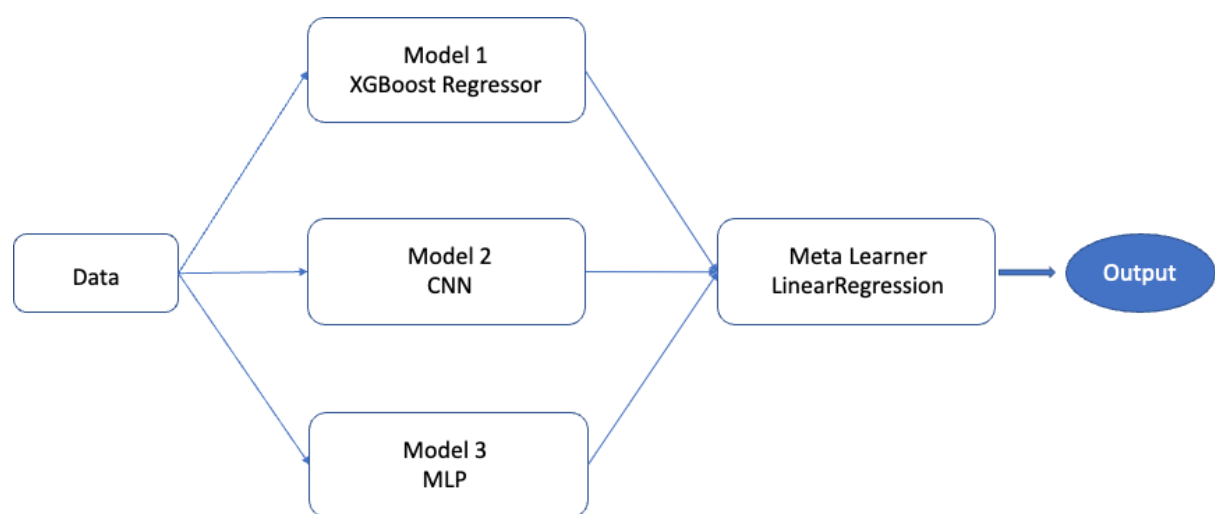 Model 1
XGBoost Regressor
Data
Model 2
CNN
Meta Learner
LinearRegression
Output
Model 3
MLP